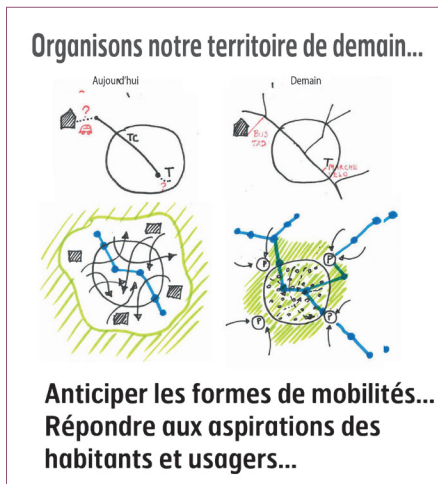 Organisons notre territoire de demain...
Aujourd'hui
Demain
?
TC
T
?
BUS
TAD
T
MARCHE
VELO
P
P
P
P
Anticiper les formes de mobilités...
Répondre aux aspirations des
habitants et usagers...